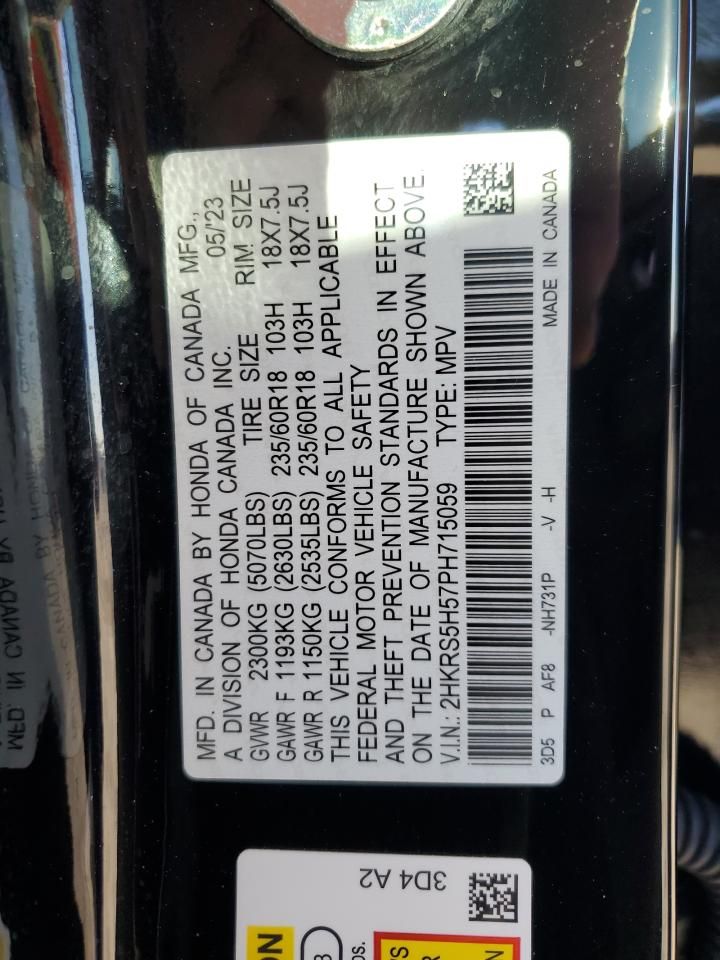 MFD. IN CANADA BY HONDA OF CANADA MFG.,
A DIVISION OF HONDA CANADA INC. 05/'23
GVWR 2300KG (5070LBS) TIRE SIZE RIM SIZE
GAWR F 1193KG (2630LBS) 235/60R18 103H 18X7.5J
GAWR R 1150KG (2535LBS) 235/60R18 103H 18X7.5J
THIS VEHICLE CONFORMS TO ALL APPLICABLE
FEDERAL MOTOR VEHICLE SAFETY
AND THEFT PREVENTION STANDARDS IN EFFECT
ON THE DATE OF MANUFACTURE SHOWN ABOVE.
V.I.N.: 2HKRS5H57PH715059 TYPE: MPV
3D5 P AF8 -NH731P -V -H MADE IN CANADA
3D4 A2